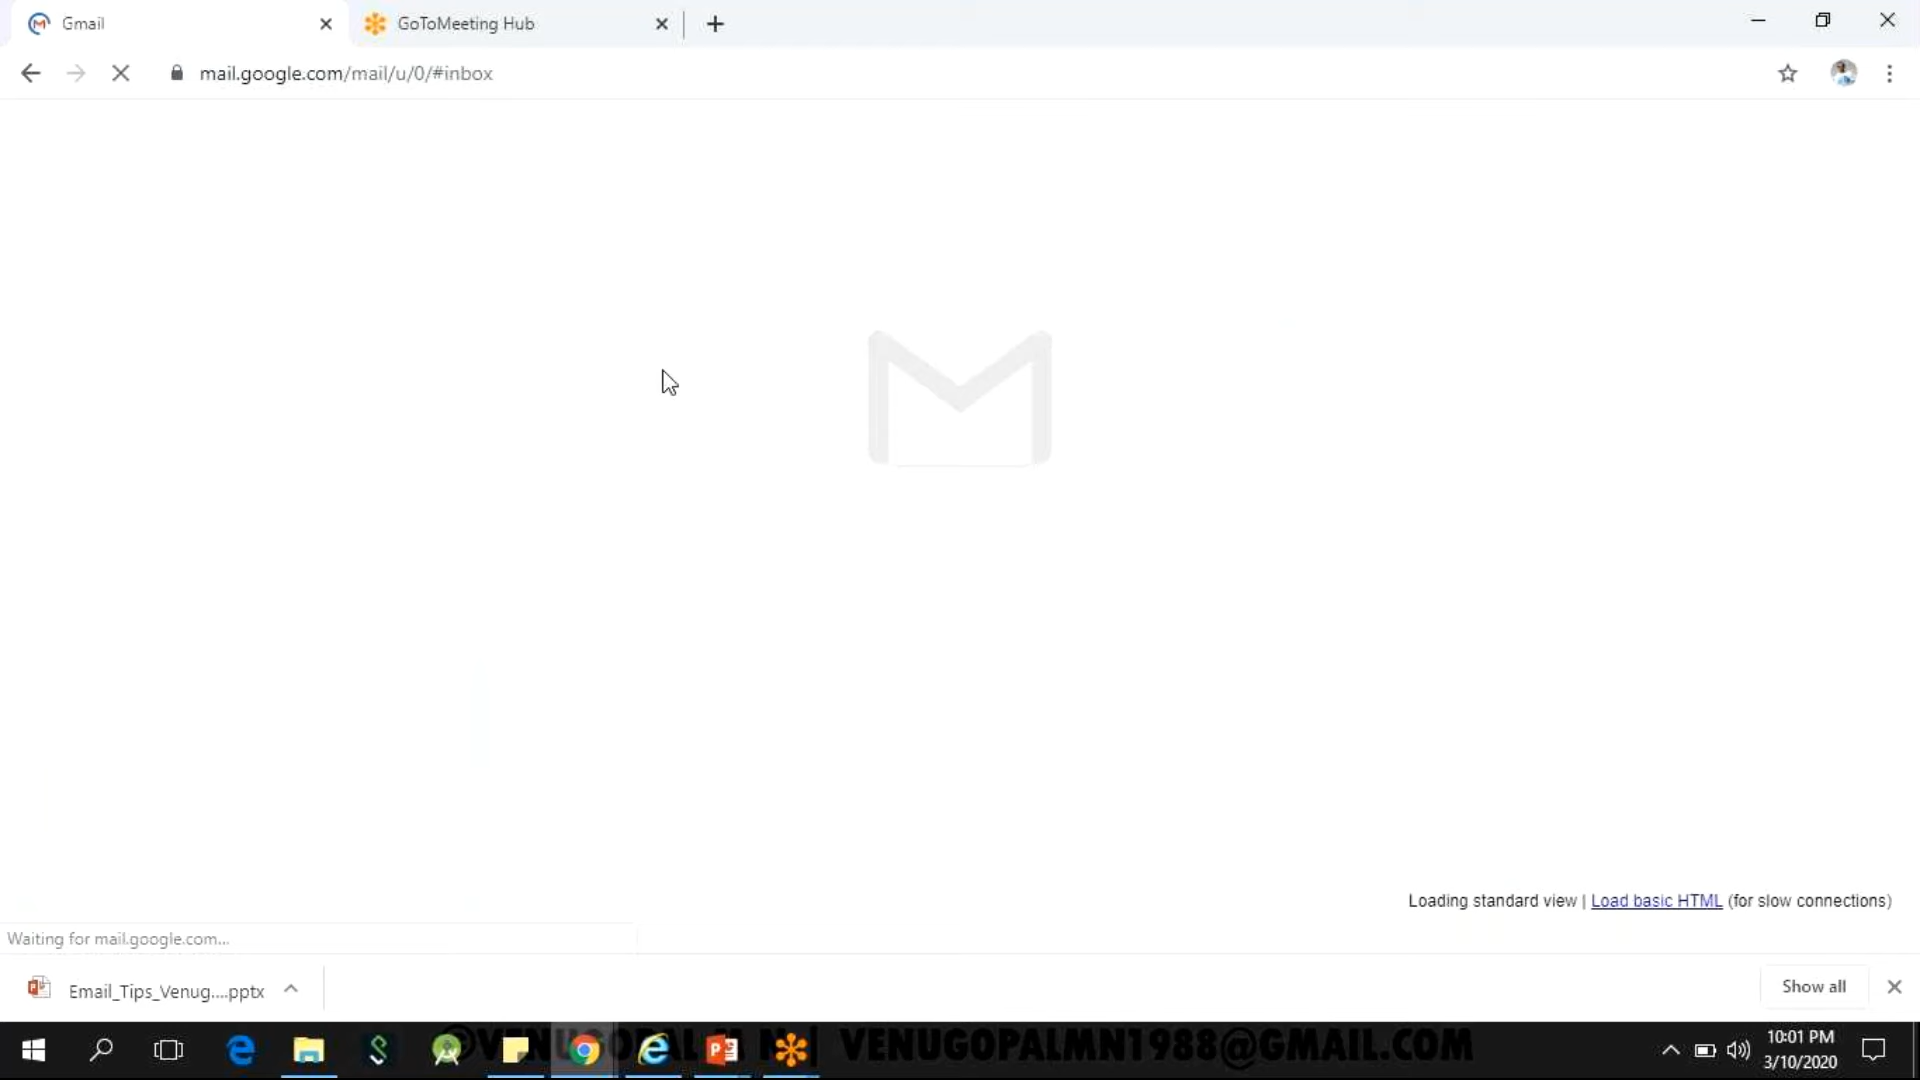 Gmail
GoToMeeting Hub
mail.google.com/mail/u/0/#inbox
Loading standard view | Load basic HTML (for slow connections)
Waiting for mail.google.com...
Email_Tips_Venug....pptx
Show all
©VENUGOPAL M N | VENUGOPALMN1988@GMAIL.COM
10:01 PM
3/10/2020